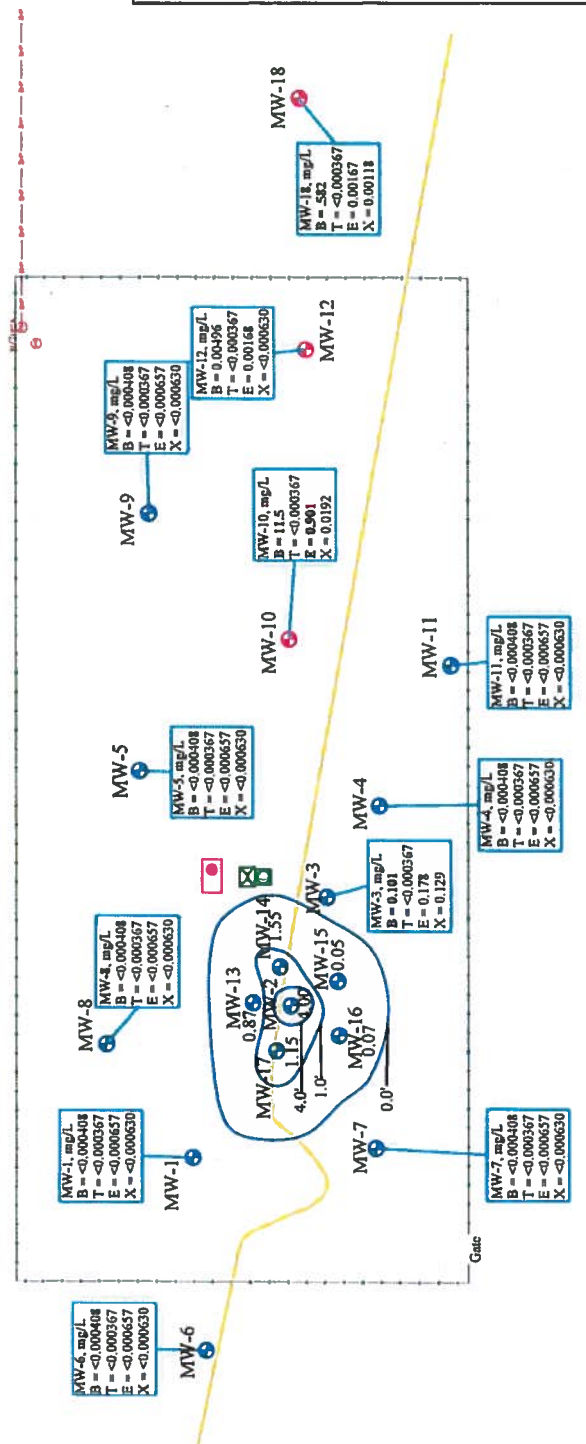 MW-18
MW-18, mg/L
B = .582
T = <0.000367
E = 0.00167
X = 0.00118
MW-12
MW-12, mg/L
B = 0.00496
T = <0.000367
E = 0.00168
X = <0.000630
MW-9, mg/L
B = <0.000408
T = <0.000367
E = <0.000657
X = <0.000630
MW-9
MW-10, mg/L
B = 11.5
T = <0.000367
E = 0.901
X = 0.0192
MW-10
MW-11
MW-11, mg/L
B = <0.000408
T = <0.000367
E = <0.000657
X = <0.000630
MW-5
MW-5, mg/L
B = <0.000408
T = <0.000367
E = <0.000657
X = <0.000630
MW-4
MW-4, mg/L
B = <0.000408
T = <0.000367
E = <0.000657
X = <0.000630
MW-3
MW-3, mg/L
B = 0.101
T = <0.000367
E = 0.178
X = 0.129
MW-14
1.55
MW-15
0.05
MW-13
0.87
MW-2
4.00
MW-16
0.07
MW-17
1.15
4.0'
1.0'
0.0'
MW-8
MW-8, mg/L
B = <0.000408
T = <0.000367
E = <0.000657
X = <0.000630
MW-1, mg/L
B = <0.000408
T = <0.000367
E = <0.000657
X = <0.000630
MW-1
MW-7
MW-7, mg/L
B = <0.000408
T = <0.000367
E = <0.000657
X = <0.000630
Gate
MW-6, mg/L
B = <0.000408
T = <0.000367
E = <0.000657
X = <0.000630
MW-6